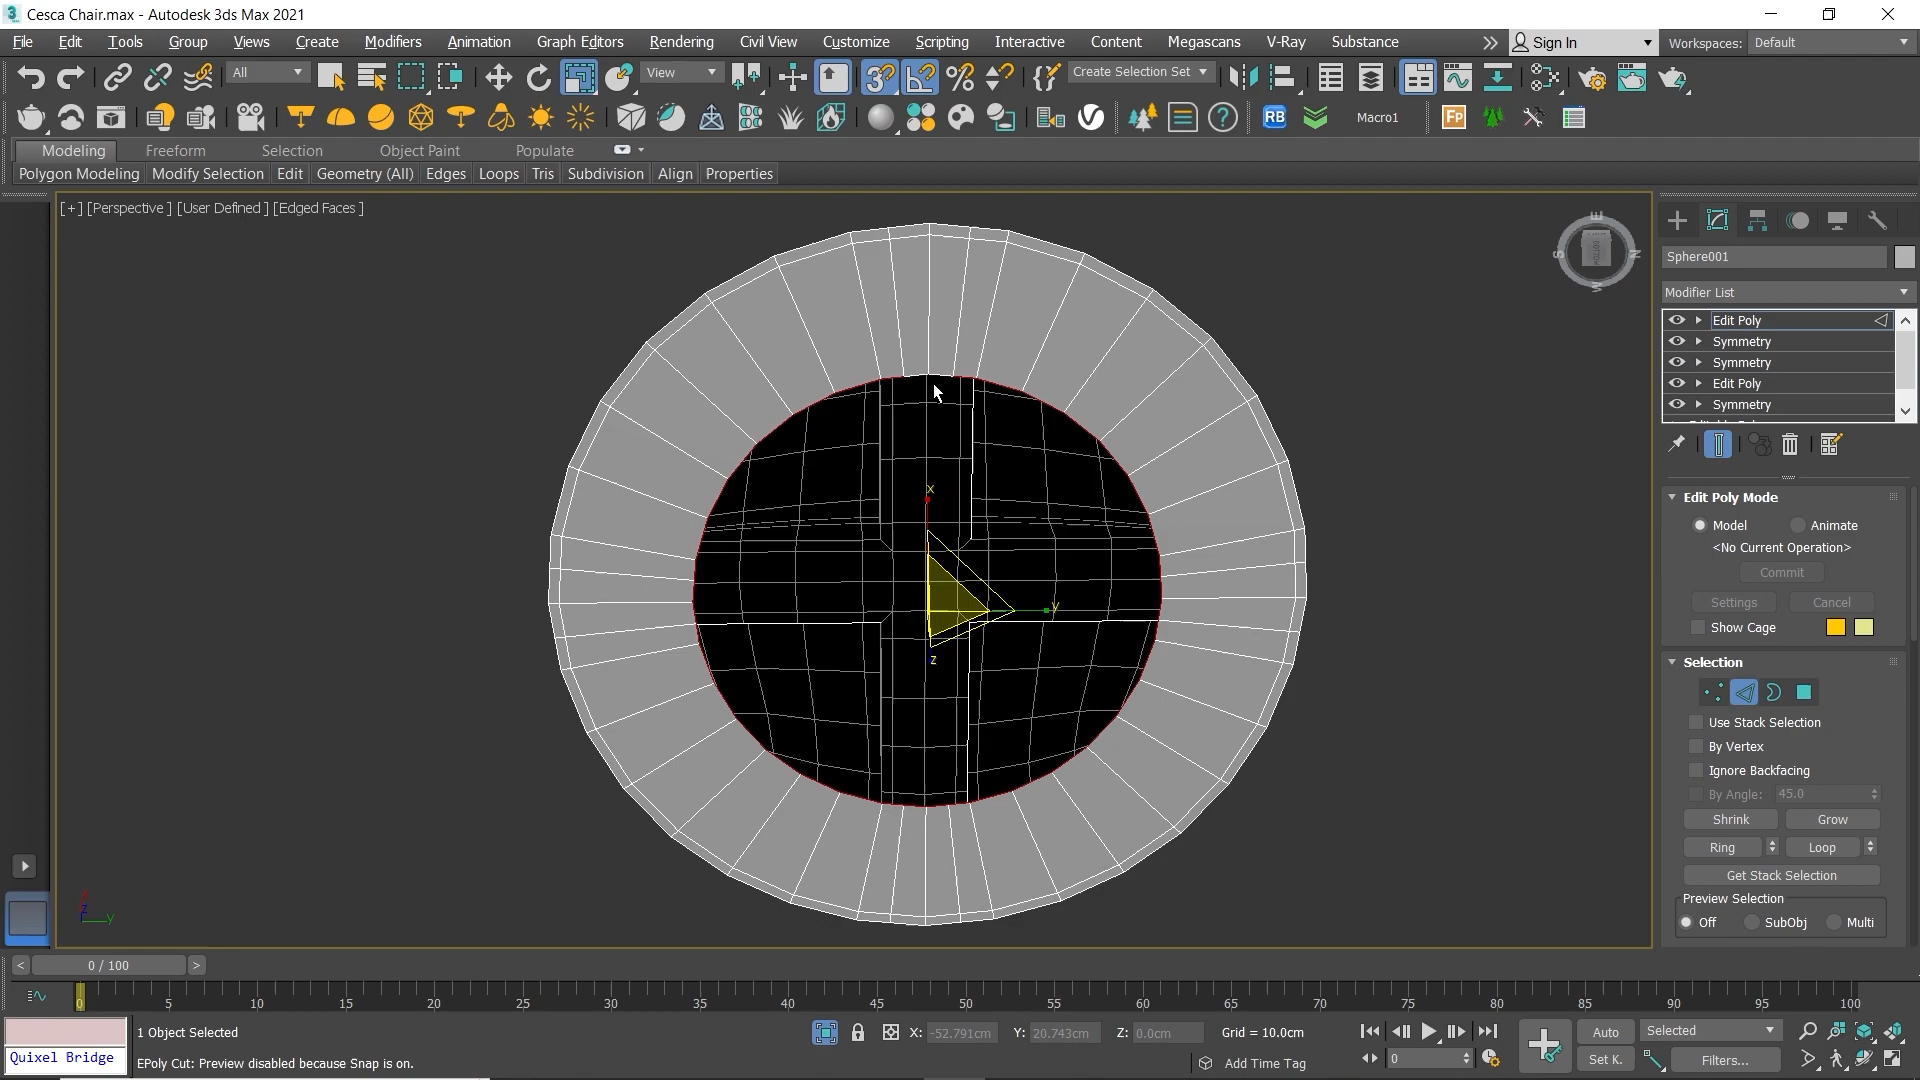 Cesca Chair.max - Autodesk 3ds Max 2021
File Edit Tools Group Views Create Modifiers Animation Graph Editors Rendering Civil View Customize Scripting Interactive Content Megascans V-Ray Substance Sign In Workspaces: Default
All View Create Selection Set
RB Macro1 FP
Modeling Freeform Selection Object Paint Populate
Polygon Modeling Modify Selection Edit Geometry (All) Edges Loops Tris Subdivision Align Properties
[+] [Perspective ] [User Defined ] [Edged Faces ]
E
S
N
W
BOTTOM
Sphere001
Modifier List
Edit Poly
Symmetry
Symmetry
Edit Poly
Symmetry
Edit Poly Mode
Model Animate
<No Current Operation>
Commit
Settings Cancel
Show Cage
Selection
Use Stack Selection
By Vertex
Ignore Backfacing
By Angle: 45.0
Shrink Grow
Ring Loop
Get Stack Selection
Preview Selection
Off SubObj Multi
x
y
z
z
y
< 0 / 100 >
0 5 10 15 20 25 30 35 40 45 50 55 60 65 70 75 80 85 90 95 100
1 Object Selected X: -52.791cm Y: 20.743cm Z: 0.0cm Grid = 10.0cm Auto Selected
Quixel Bridge EPoly Cut: Preview disabled because Snap is on. Add Time Tag 0 Set K. Filters...